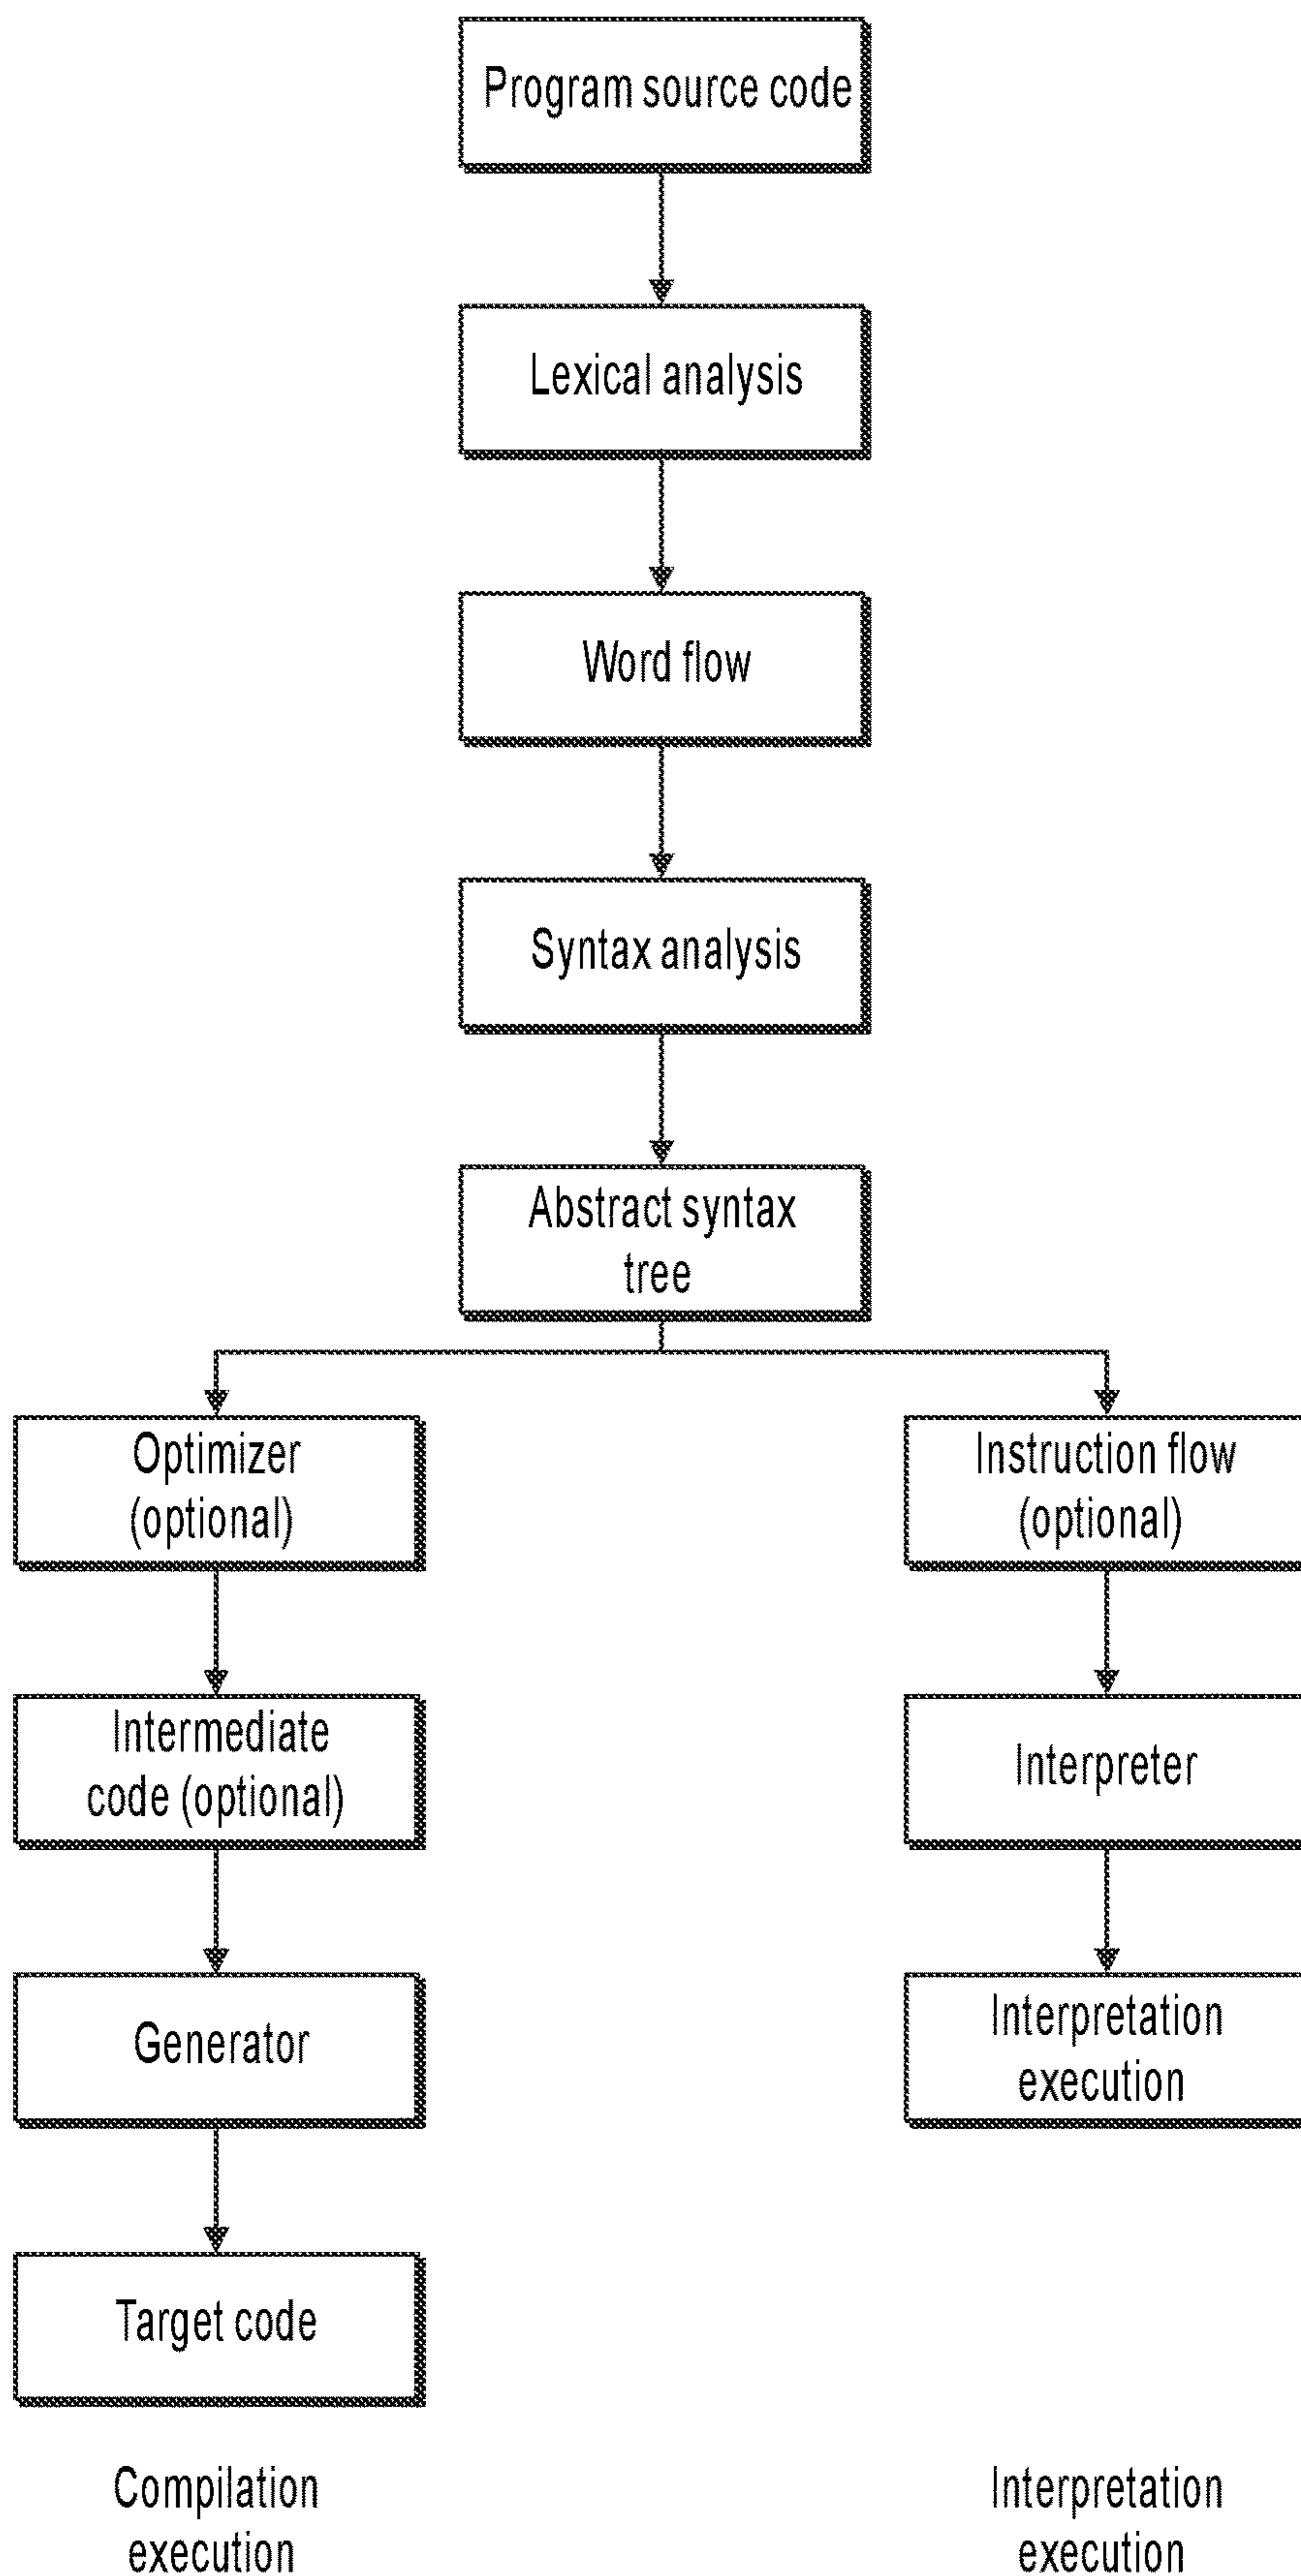 Program source code
Lexical analysis
Word flow
Syntax analysis
Abstract syntax
tree
Optimizer
(optional)
Instruction flow
(optional)
Intermediate
code (optional)
Interpreter
Generator
Interpretation
execution
Target code
Compilation
execution
Interpretation
execution